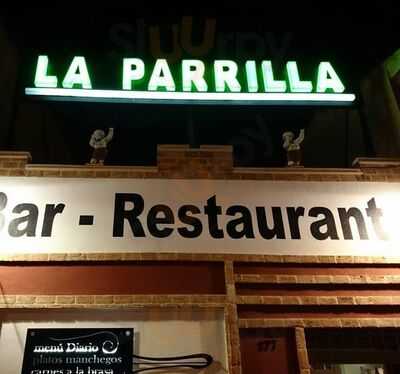 LA PARRILLA
Bar - Restaurant
menú Diario
platos manchegos
carnes a la brasa
177